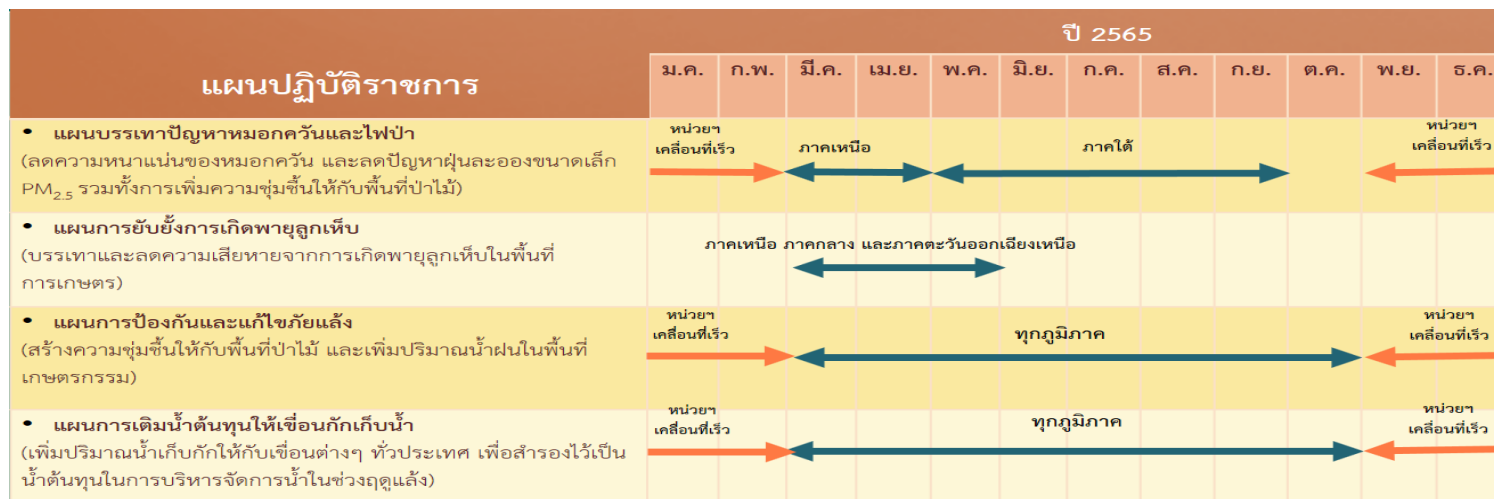 ปี 2565
แผนปฏิบัติราชการ
ม.ค. ก.พ. มี.ค. เม.ย. พ.ค. มิ.ย. ก.ค. ส.ค. ก.ย. ต.ค. พ.ย. ธ.ค.
• แผนบรรเทาปัญหาหมอกควันและไฟป่า
(ลดความหนาแน่นของหมอกควัน และลดปัญหาฝุ่นละอองขนาดเล็ก
PM2.5 รวมทั้งการเพิ่มความชุ่มชื้นให้กับพื้นที่ป่าไม้)
หน่วยฯ
เคลื่อนที่เร็ว
ภาคเหนือ
ภาคใต้
หน่วยฯ
เคลื่อนที่เร็ว
• แผนการยับยั้งการเกิดพายุลูกเห็บ
(บรรเทาและลดความเสียหายจากการเกิดพายุลูกเห็บในพื้นที่
การเกษตร)
ภาคเหนือ ภาคกลาง และภาคตะวันออกเฉียงเหนือ
• แผนการป้องกันและแก้ไขภัยแล้ง
(สร้างความชุ่มชื้นให้กับพื้นที่ป่าไม้ และเพิ่มปริมาณน้ำฝนในพื้นที่
เกษตรกรรม)
หน่วยฯ
เคลื่อนที่เร็ว
ทุกภูมิภาค
หน่วยฯ
เคลื่อนที่เร็ว
• แผนการเติมน้ำต้นทุนให้เขื่อนกักเก็บน้ำ
(เพิ่มปริมาณน้ำเก็บกักให้กับเขื่อนต่างๆ ทั่วประเทศ เพื่อสำรองไว้เป็น
น้ำต้นทุนในการบริหารจัดการน้ำในช่วงฤดูแล้ง)
หน่วยฯ
เคลื่อนที่เร็ว
ทุกภูมิภาค
หน่วยฯ
เคลื่อนที่เร็ว